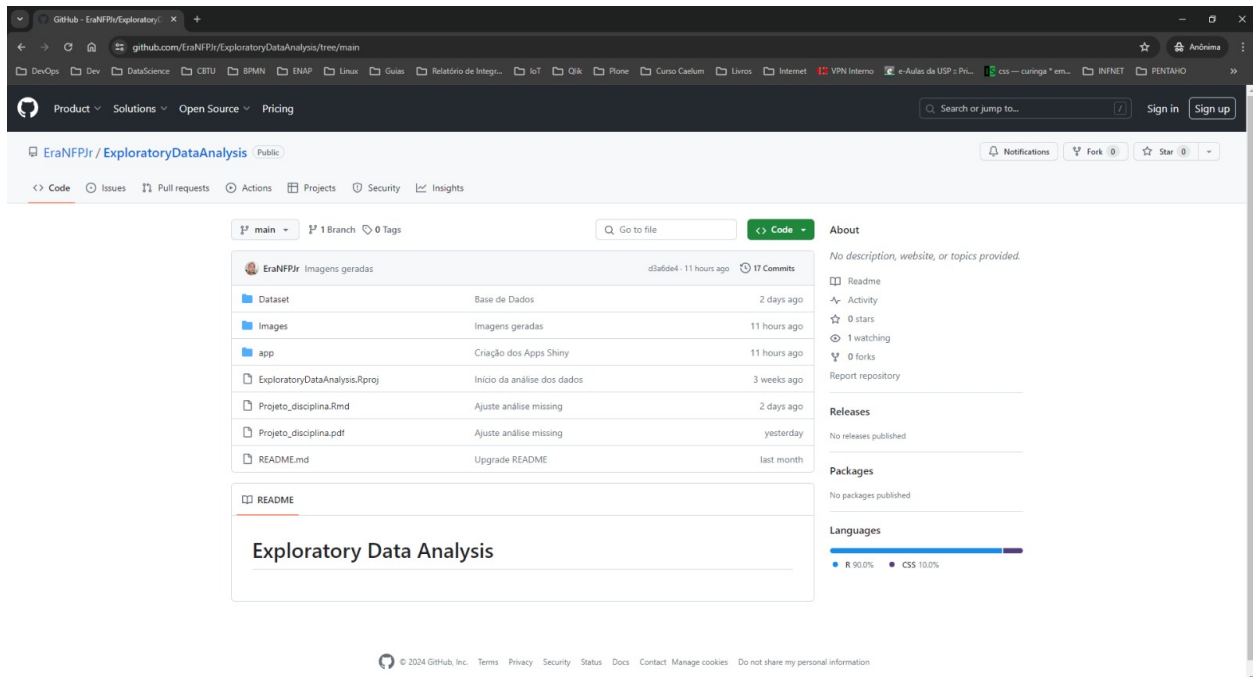 GitHub - EraNFPJr/Exploratory
github.com/EraNFPJr/ExploratoryDataAnalysis/tree/main
Anônima
DevOps Dev DataScience CBTU BPMN ENAP Linux Guias Relatório de Integr... IoT Qlik Plone Curso Caelum Livros Internet VPN Interno e-Aulas da USP :: Pri... css — curinga * em... INFNET PENTAHO »
Product Solutions Open Source Pricing Search or jump to... / Sign in Sign up
EraNFPJr / ExploratoryDataAnalysis Public Notifications Fork 0 Star 0
<> Code Issues Pull requests Actions Projects Security Insights
main 1 Branch 0 Tags Go to file <> Code
EraNFPJr Imagens geradas d3a6de4 · 11 hours ago 17 Commits
Dataset Base de Dados 2 days ago
Images Imagens geradas 11 hours ago
app Criação dos Apps Shiny 11 hours ago
ExploratoryDataAnalysis.Rproj Início da análise dos dados 3 weeks ago
Projeto_disciplina.Rmd Ajuste análise missing 2 days ago
Projeto_disciplina.pdf Ajuste análise missing yesterday
README.md Upgrade README last month
README
Exploratory Data Analysis
About
No description, website, or topics provided.
Readme
Activity
0 stars
1 watching
0 forks
Report repository
Releases
No releases published
Packages
No packages published
Languages
R 90.0% CSS 10.0%
© 2024 GitHub, Inc. Terms Privacy Security Status Docs Contact Manage cookies Do not share my personal information